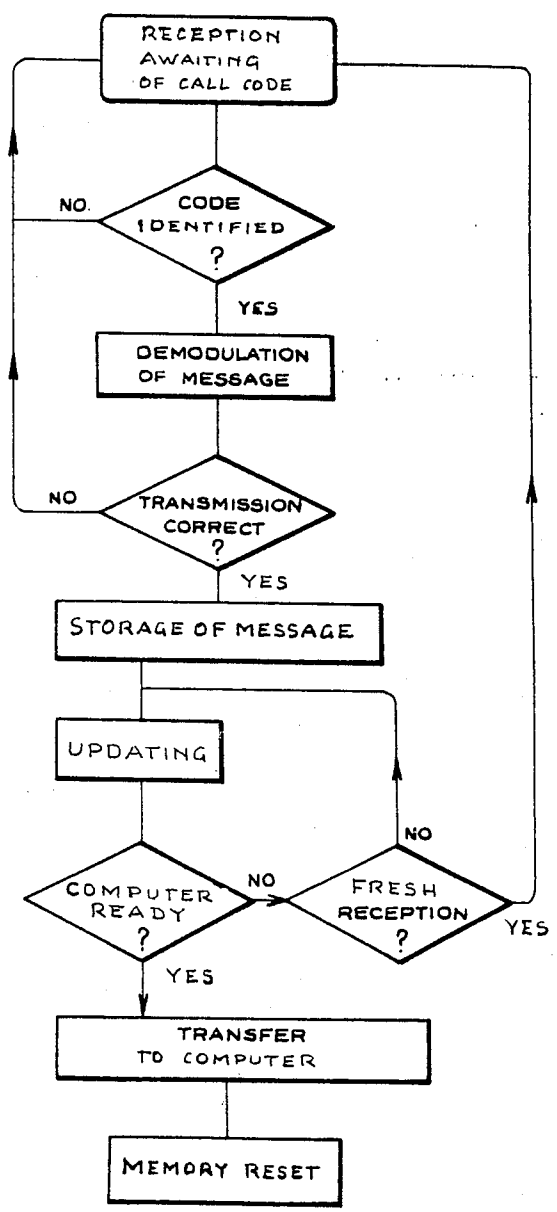 RECEPTION
AWAITING
OF CALL CODE
NO.
CODE
IDENTIFIED
?
YES
DEMODULATION
OF MESSAGE
NO
TRANSMISSION
CORRECT
?
YES
STORAGE OF MESSAGE
UPDATING
NO
COMPUTER
READY
?
NO
FRESH
RECEPTION
?
YES
YES
TRANSFER
TO COMPUTER
MEMORY RESET